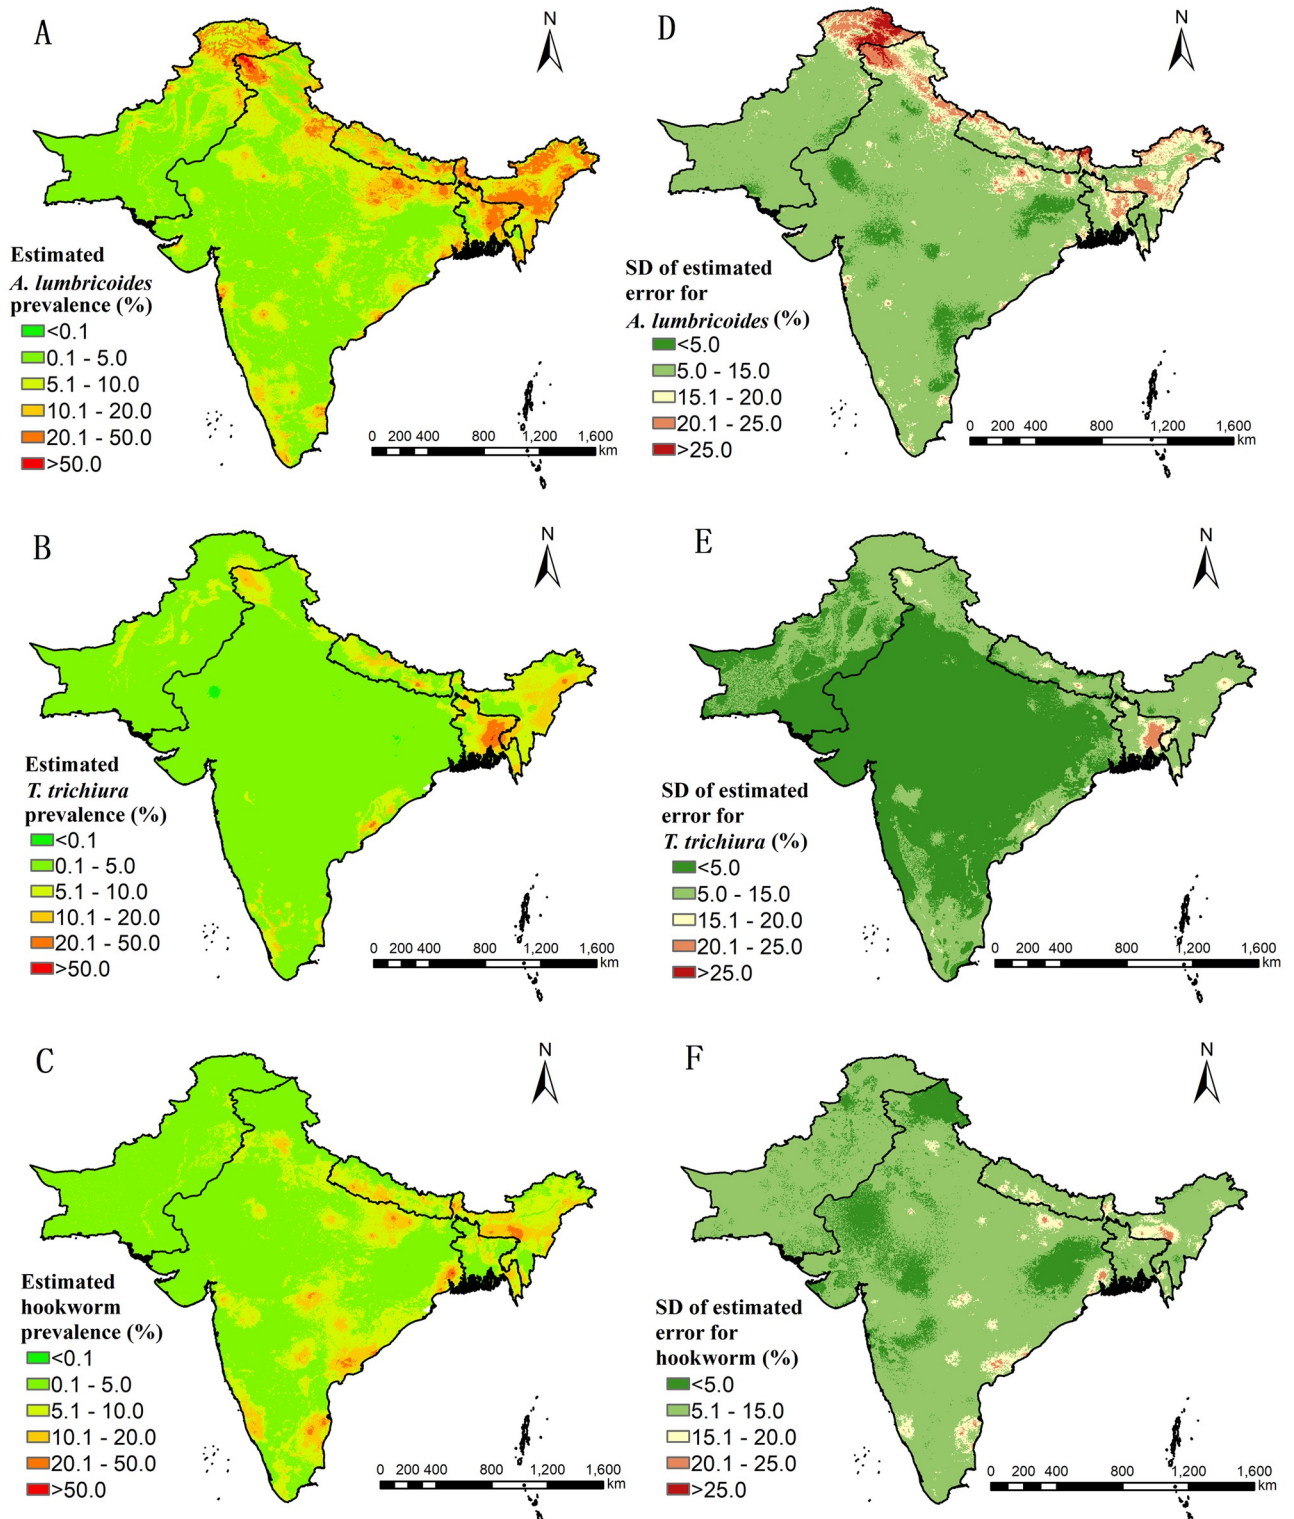 A
N
Estimated
A. lumbricoides
prevalence (%)
<0.1
0.1 - 5.0
5.1 - 10.0
10.1 - 20.0
20.1 - 50.0
>50.0
0 200 400 800 1,200 1,600
km
D
N
SD of estimated
error for
A. lumbricoides (%)
<5.0
5.0 - 15.0
15.1 - 20.0
20.1 - 25.0
>25.0
0 200 400 800 1,200 1,600
km
B
N
Estimated
T. trichiura
prevalence (%)
<0.1
0.1 - 5.0
5.1 - 10.0
10.1 - 20.0
20.1 - 50.0
>50.0
0 200 400 800 1,200 1,600
km
E
N
SD of estimated
error for
T. trichiura (%)
<5.0
5.0 - 15.0
15.1 - 20.0
20.1 - 25.0
>25.0
0 200 400 800 1,200 1,600
km
C
N
Estimated
hookworm
prevalence (%)
<0.1
0.1 - 5.0
5.1 - 10.0
10.1 - 20.0
20.1 - 50.0
>50.0
0 200 400 800 1,200 1,600
km
F
N
SD of estimated
error for
hookworm (%)
<5.0
5.1 - 15.0
15.1 - 20.0
20.1 - 25.0
>25.0
0 200 400 800 1,200 1,600
km